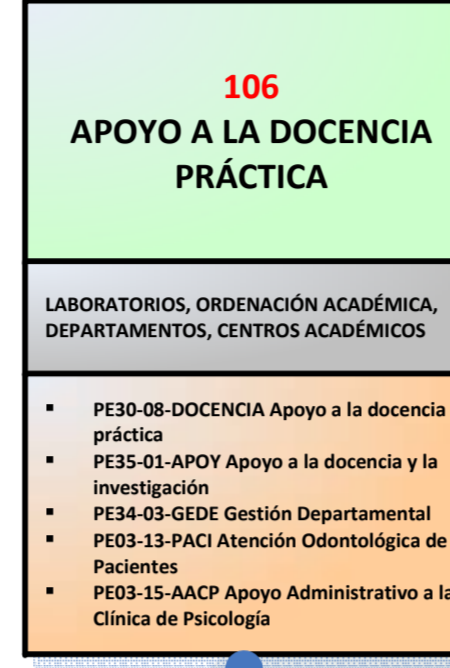 106
APOYO A LA DOCENCIA
PRÁCTICA
LABORATORIOS, ORDENACIÓN ACADÉMICA,
DEPARTAMENTOS, CENTROS ACADÉMICOS
▪ PE30-08-DOCENCIA Apoyo a la docencia
práctica
▪ PE35-01-APOY Apoyo a la docencia y la
investigación
▪ PE34-03-GEDE Gestión Departamental
▪ PE03-13-PACI Atención Odontológica de
Pacientes
▪ PE03-15-AACP Apoyo Administrativo a la
Clínica de Psicología